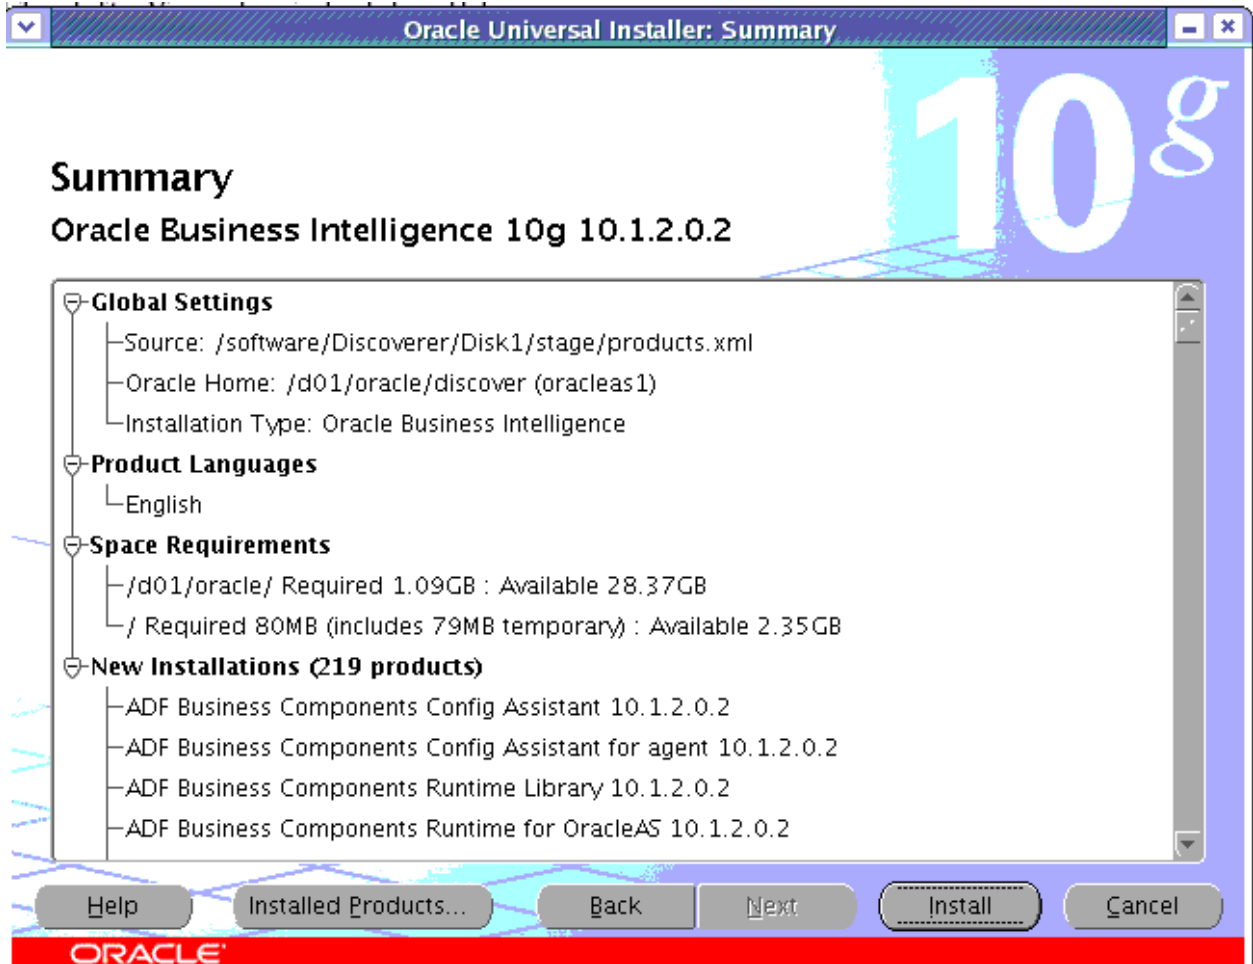 Oracle Universal Installer: Summary
10g
Summary
Oracle Business Intelligence 10g 10.1.2.0.2
Global Settings
Source: /software/Discoverer/Disk1/stage/products.xml
Oracle Home: /d01/oracle/discover (oracleas1)
Installation Type: Oracle Business Intelligence
Product Languages
English
Space Requirements
/d01/oracle/ Required 1.09GB : Available 28.37GB
/ Required 80MB (includes 79MB temporary) : Available 2.35GB
New Installations (219 products)
ADF Business Components Config Assistant 10.1.2.0.2
ADF Business Components Config Assistant for agent 10.1.2.0.2
ADF Business Components Runtime Library 10.1.2.0.2
ADF Business Components Runtime for OracleAS 10.1.2.0.2
Help Installed Products... Back Next Install Cancel
ORACLE